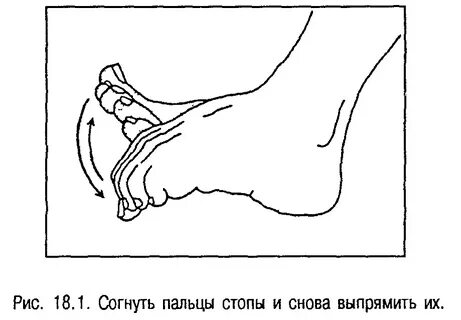 Рис. 18.1. Согнуть пальцы стопы и снова выпрямить их.